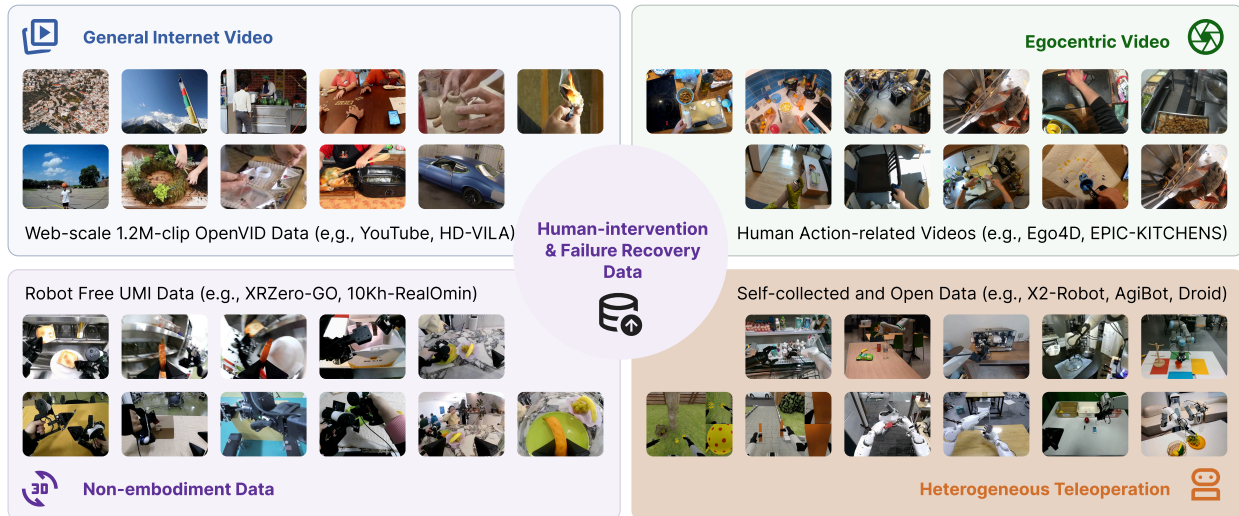 General Internet Video
Egocentric Video
Web-scale 1.2M-clip OpenVID Data (e,g., YouTube, HD-VILA)
Human Action-related Videos (e.g., Ego4D, EPIC-KITCHENS)
Human-intervention
& Failure Recovery
Data
Robot Free UMI Data (e.g., XRZero-GO, 10Kh-RealOmin)
Self-collected and Open Data (e.g., X2-Robot, AgiBot, Droid)
3D
Non-embodiment Data
Heterogeneous Teleoperation